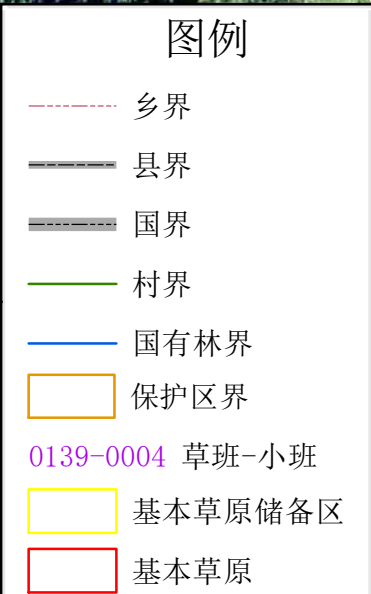 图例
乡界
县界
国界
村界
国有林界
保护区界
0139-0004 草班-小班
基本草原储备区
基本草原